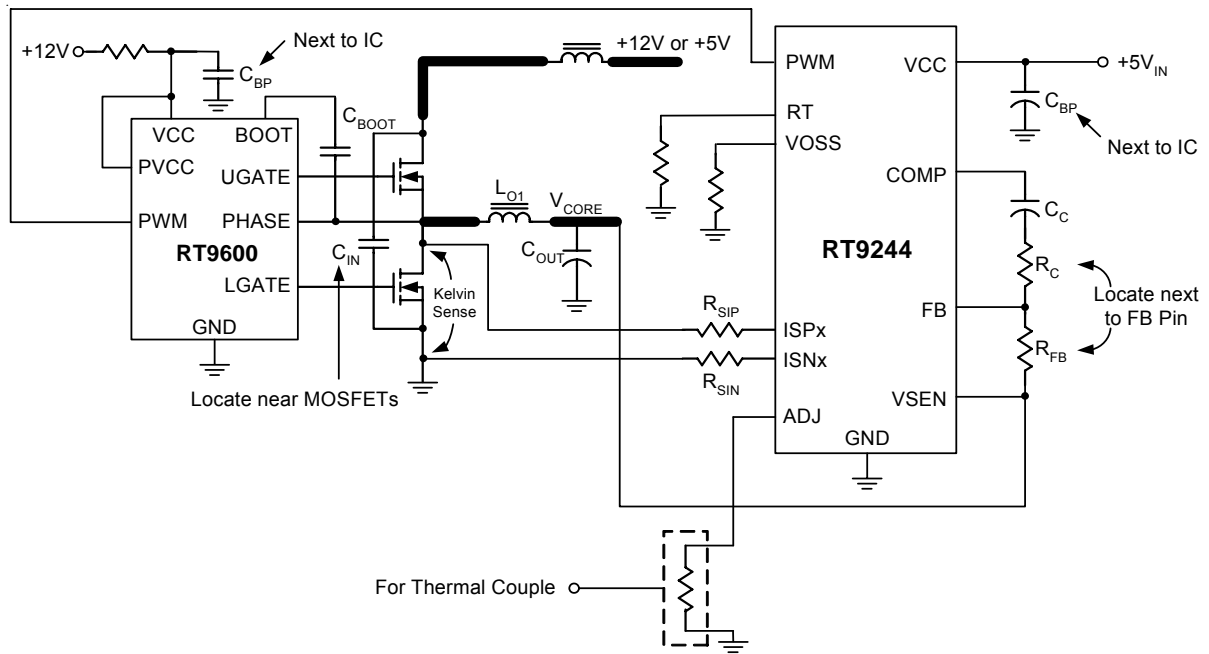 +12V
Next to IC
C_BP
+12V or +5V
VCC
BOOT
C_BOOT
PVCC
UGATE
PWM
PHASE
RT9600
LGATE
GND
C_IN
L_O1
V_CORE
C_OUT
Kelvin
Sense
Locate near MOSFETs
R_SIP
R_SIN
PWM
VCC
+5V_IN
C_BP
Next to IC
RT
VOSS
COMP
C_C
RT9244
R_C
Locate next
to FB Pin
FB
R_FB
ISPx
ISNx
VSEN
ADJ
GND
For Thermal Couple